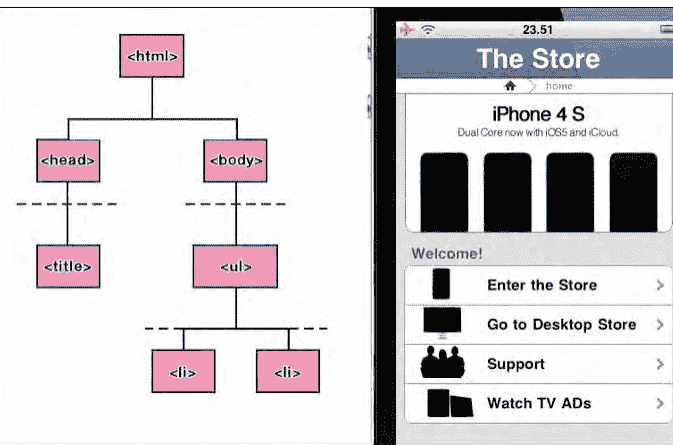 <html>
<head>
<body>
<title>
<ul>
<li>
<li>
23.51
The Store
home
iPhone 4 S
Dual Core now with iOS5 and iCloud.
Welcome!
Enter the Store
Go to Desktop Store
Support
Watch TV ADs